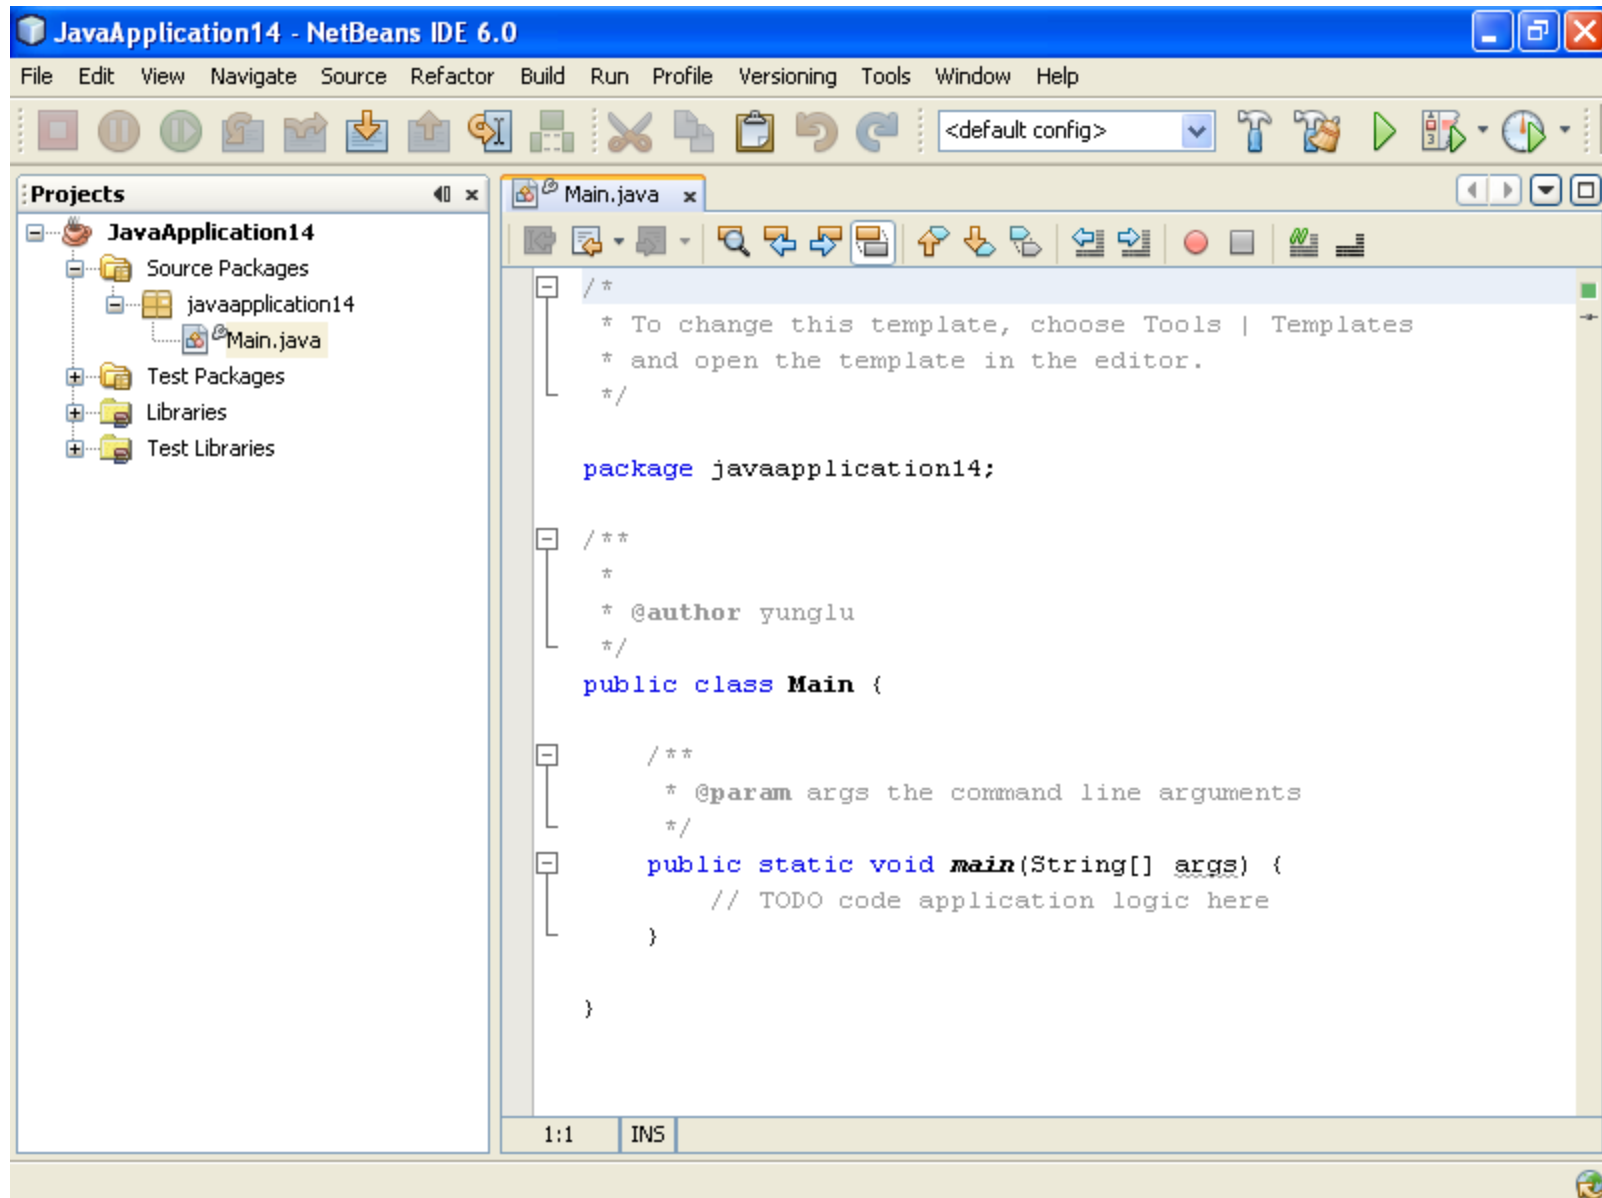 JavaApplication14 - NetBeans IDE 6.0
File Edit View Navigate Source Refactor Build Run Profile Versioning Tools Window Help
<default config>
Projects
Main.java
JavaApplication14
Source Packages
javaapplication14
Main.java
Test Packages
Libraries
Test Libraries
/*
* To change this template, choose Tools | Templates
* and open the template in the editor.
*/
package javaapplication14;
/**
*
* @author yunglu
*/
public class Main {
/**
* @param args the command line arguments
*/
public static void main(String[] args) {
// TODO code application logic here
}
}
1:1 INS